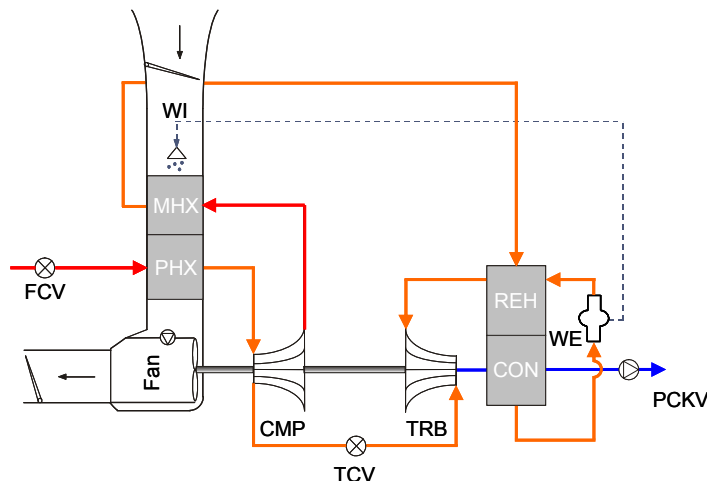 WI
MHX
PHX
FCV
REH
WE
CON
Fan
PCKV
CMP
TRB
TCV